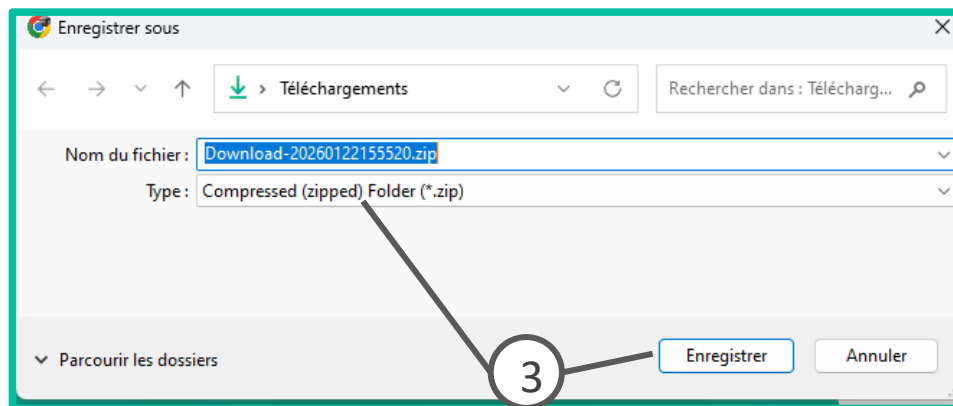 Enregistrer sous
Téléchargements
Rechercher dans : Télécharg...
Nom du fichier : Download-20260122155520.zip
Type : Compressed (zipped) Folder (*.zip)
Parcourir les dossiers
3
Enregistrer
Annuler